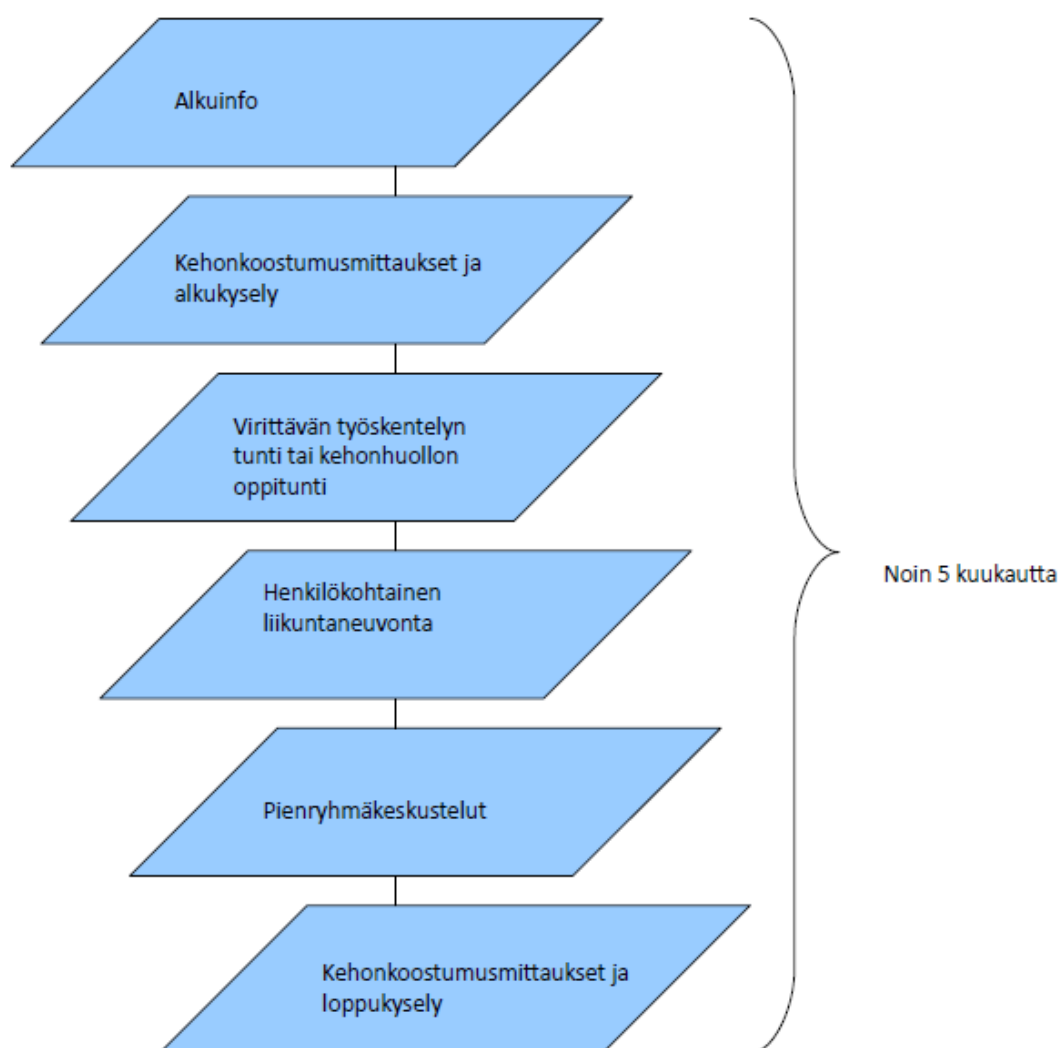 Alkuinfo
Kehonkoostumusmittaukset ja
alkukysely
Virittävän työskentelyn
tunti tai kehonhuollon
oppitunti
Henkilökohtainen
liikuntaneuvonta
Noin 5 kuukautta
Pienryhmäkeskustelut
Kehonkoostumusmittaukset ja
loppukysely